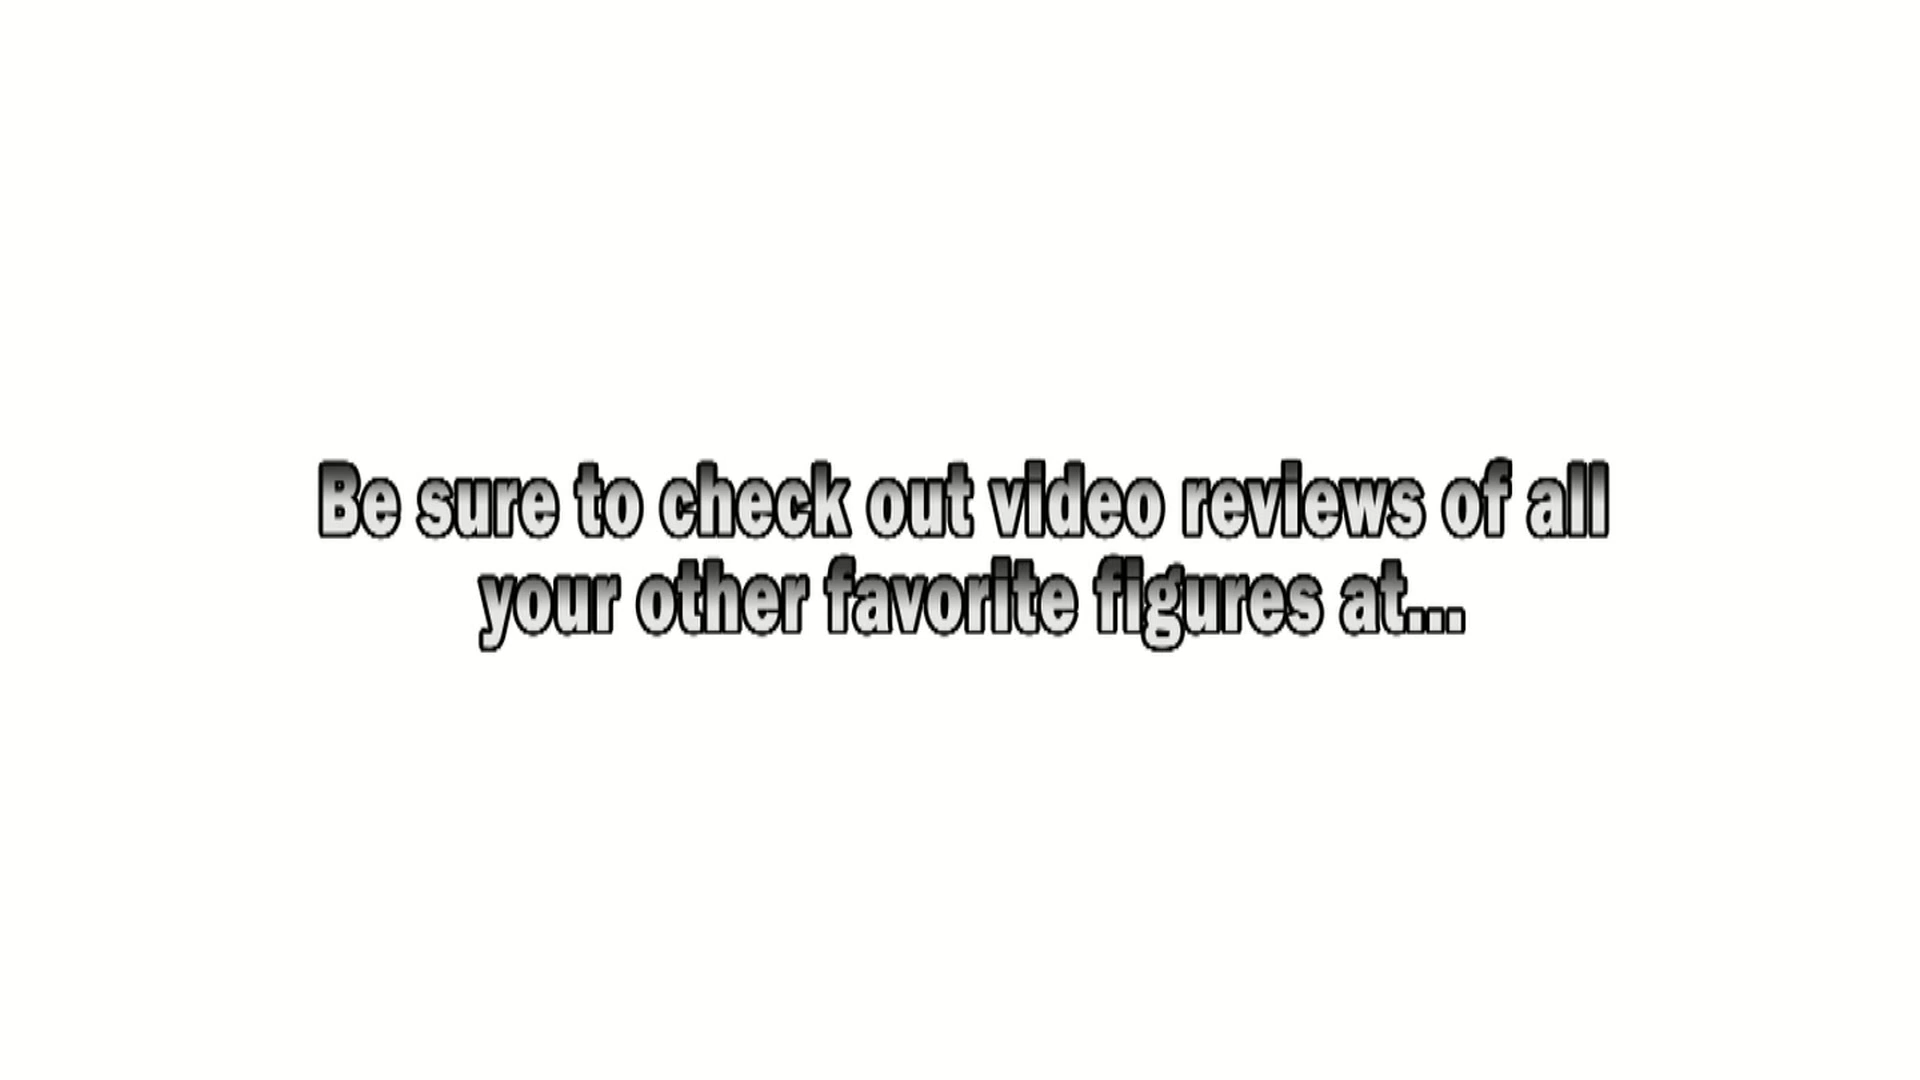 Be sure to check out video reviews of all
your other favorite figures at...